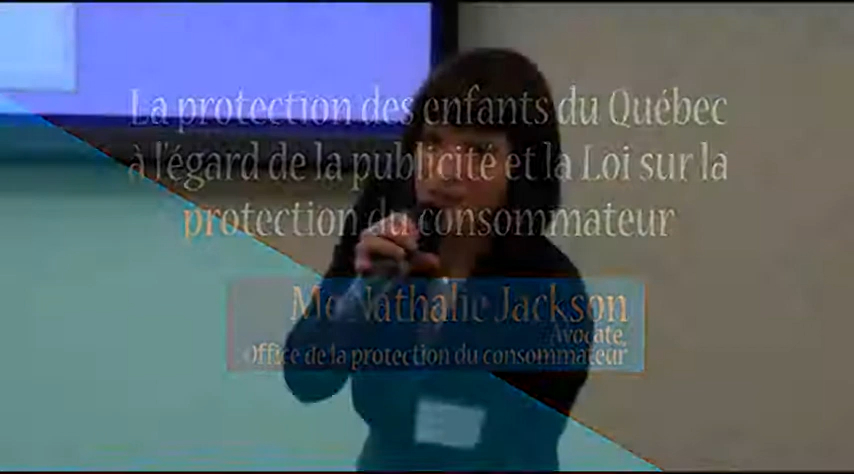 La protection des enfants du Québec
à l'égard de la publicité et la Loi sur la
protection du consommateur
Me Nathalie Jackson
Avocate,
Office de la protection du consommateur